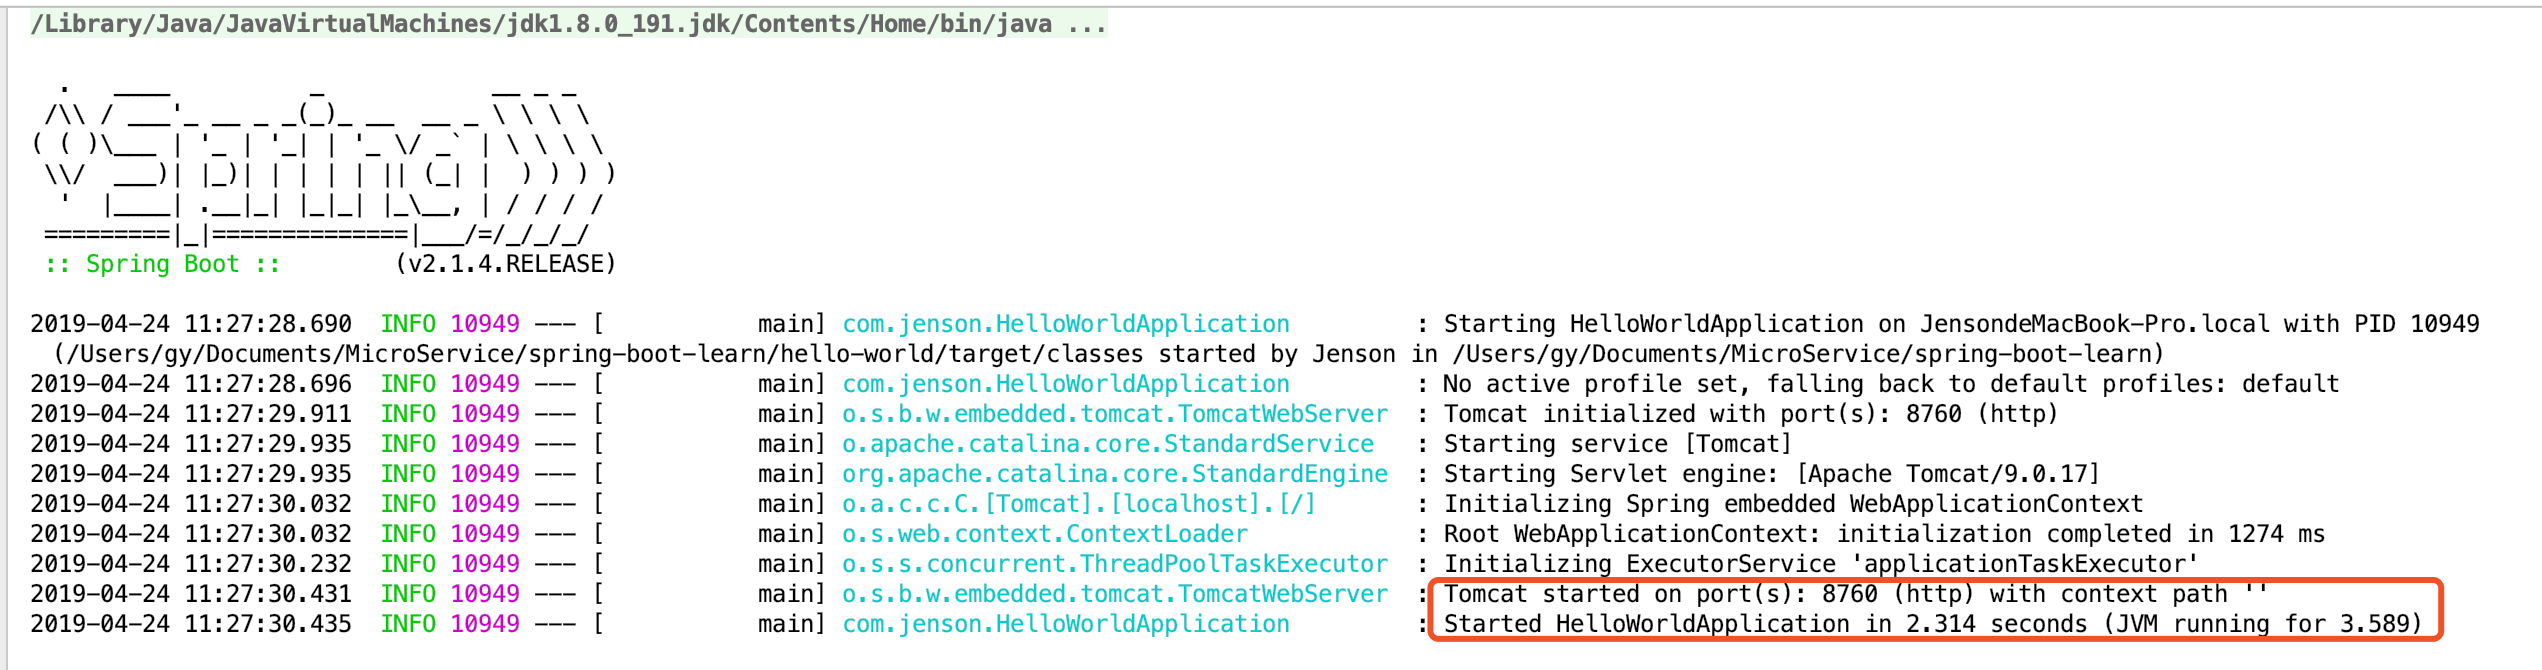 /Library/Java/JavaVirtualMachines/jdk1.8.0_191.jdk/Contents/Home/bin/java ...
  .   ____          _            __ _ _
 /\\ / ___'_ __ _ _(_)_ __  __ _ \ \ \ \
( ( )\___ | '_ | '_| | '_ \/ _` | \ \ \ \
 \\/  ___)| |_)| | | | | || (_| |  ) ) ) )
  '  |____| .__|_| |_|_| |_\__, | / / / /
 =========|_|==============|___/=/_/_/_/
 :: Spring Boot ::        (v2.1.4.RELEASE)
2019-04-24 11:27:28.690  INFO 10949 --- [           main] com.jenson.HelloWorldApplication         : Starting HelloWorldApplication on JensondeMacBook-Pro.local with PID 10949
(/Users/gy/Documents/MicroService/spring-boot-learn/hello-world/target/classes started by Jenson in /Users/gy/Documents/MicroService/spring-boot-learn)
2019-04-24 11:27:28.696  INFO 10949 --- [           main] com.jenson.HelloWorldApplication         : No active profile set, falling back to default profiles: default
2019-04-24 11:27:29.911  INFO 10949 --- [           main] o.s.b.w.embedded.tomcat.TomcatWebServer  : Tomcat initialized with port(s): 8760 (http)
2019-04-24 11:27:29.935  INFO 10949 --- [           main] o.apache.catalina.core.StandardService   : Starting service [Tomcat]
2019-04-24 11:27:29.935  INFO 10949 --- [           main] org.apache.catalina.core.StandardEngine  : Starting Servlet engine: [Apache Tomcat/9.0.17]
2019-04-24 11:27:30.032  INFO 10949 --- [           main] o.a.c.c.C.[Tomcat].[localhost].[/]       : Initializing Spring embedded WebApplicationContext
2019-04-24 11:27:30.032  INFO 10949 --- [           main] o.s.web.context.ContextLoader            : Root WebApplicationContext: initialization completed in 1274 ms
2019-04-24 11:27:30.232  INFO 10949 --- [           main] o.s.s.concurrent.ThreadPoolTaskExecutor  : Initializing ExecutorService 'applicationTaskExecutor'
2019-04-24 11:27:30.431  INFO 10949 --- [           main] o.s.b.w.embedded.tomcat.TomcatWebServer  : Tomcat started on port(s): 8760 (http) with context path ''
2019-04-24 11:27:30.435  INFO 10949 --- [           main] com.jenson.HelloWorldApplication         : Started HelloWorldApplication in 2.314 seconds (JVM running for 3.589)